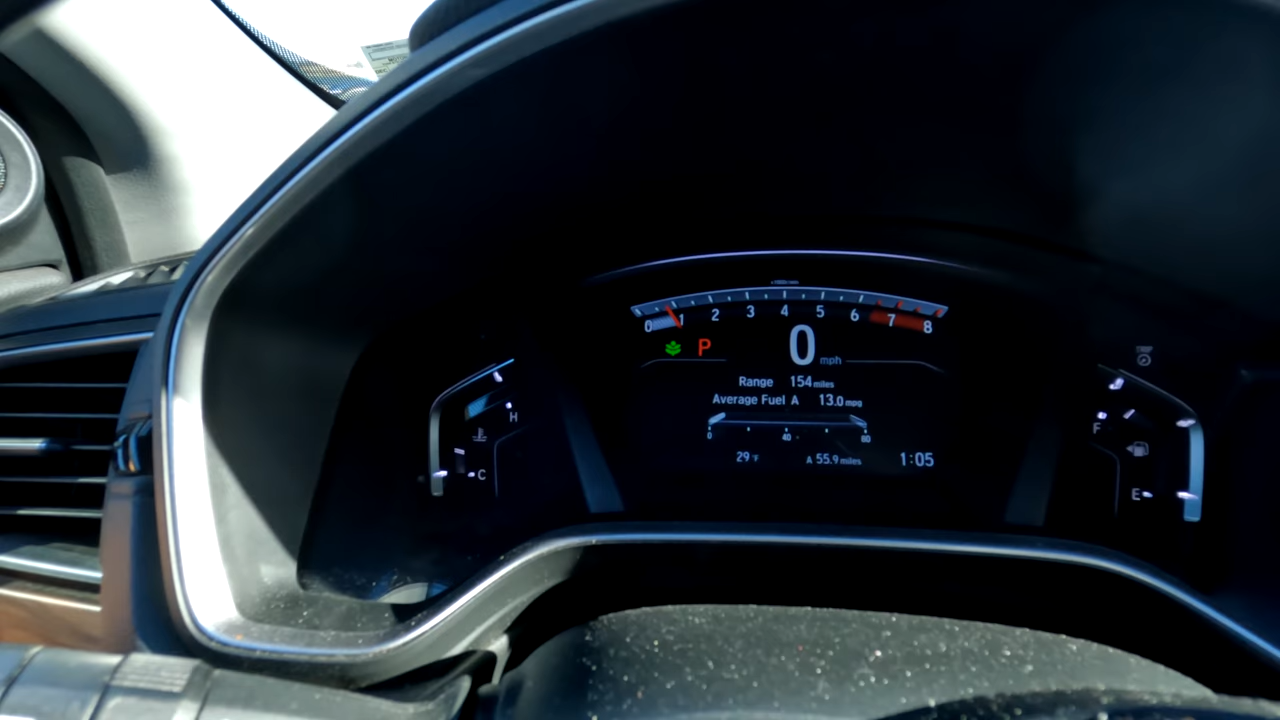 0 1 2 3 4 5 6 7 8
P 0 mph
Range 154 miles
Average Fuel A 13.0 mpg
0 40 80
29 °F A 55.9 miles 1:05
H
C
F
E